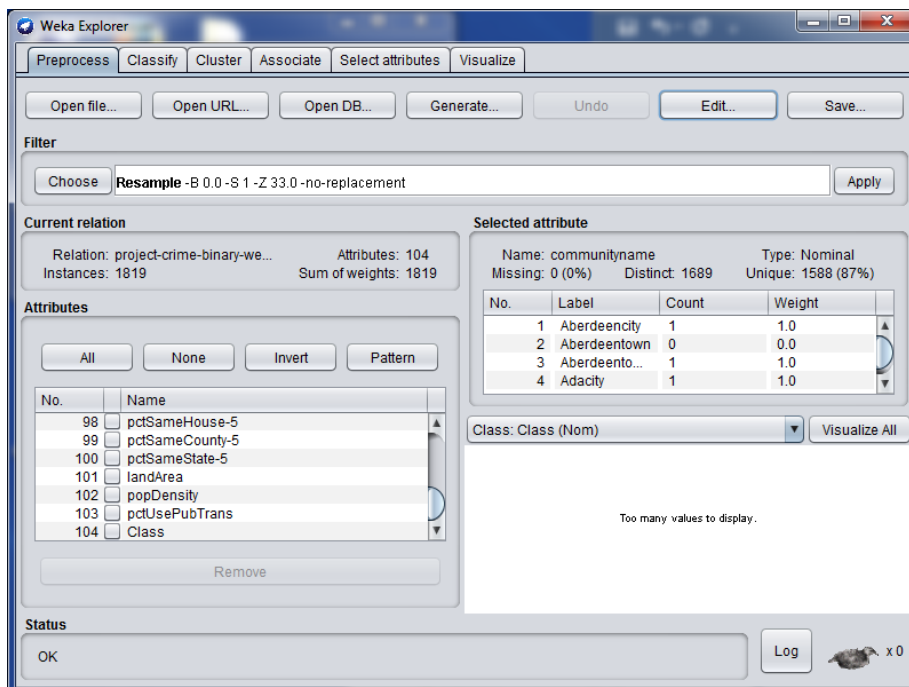 Weka Explorer
Preprocess Classify Cluster Associate Select attributes Visualize
Open file... Open URL... Open DB... Generate... Undo Edit... Save...
Filter
Choose Resample -B 0.0 -S 1 -Z 33.0 -no-replacement Apply
Current relation
Relation: project-crime-binary-we... Attributes: 104
Instances: 1819 Sum of weights: 1819
Attributes
All None Invert Pattern
No. Name
98 pctSameHouse-5
99 pctSameCounty-5
100 pctSameState-5
101 landArea
102 popDensity
103 pctUsePubTrans
104 Class
Remove
Selected attribute
Name: communityname Type: Nominal
Missing: 0 (0%) Distinct: 1689 Unique: 1588 (87%)
No. Label Count Weight
1 Aberdeencity 1 1.0
2 Aberdeentown 0 0.0
3 Aberdeento... 1 1.0
4 Adacity 1 1.0
Class: Class (Nom) Visualize All
Too many values to display.
Status
OK
Log x 0